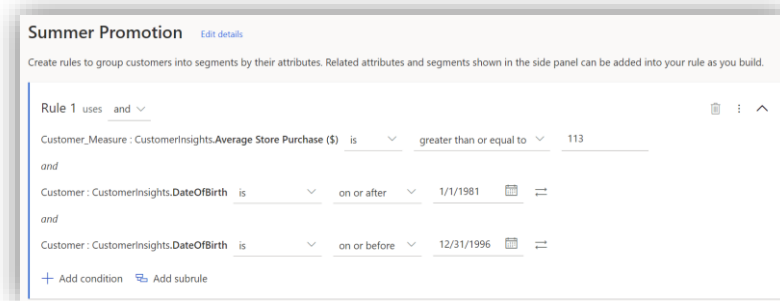 Summer Promotion Edit details
Create rules to group customers into segments by their attributes. Related attributes and segments shown in the side panel can be added into your rule as you build.
Rule 1 uses and
Customer_Measure : CustomerInsights.Average Store Purchase ($) is greater than or equal to 113
and
Customer : CustomerInsights.DateOfBirth is on or after 1/1/1981
and
Customer : CustomerInsights.DateOfBirth is on or before 12/31/1996
+ Add condition Add subrule